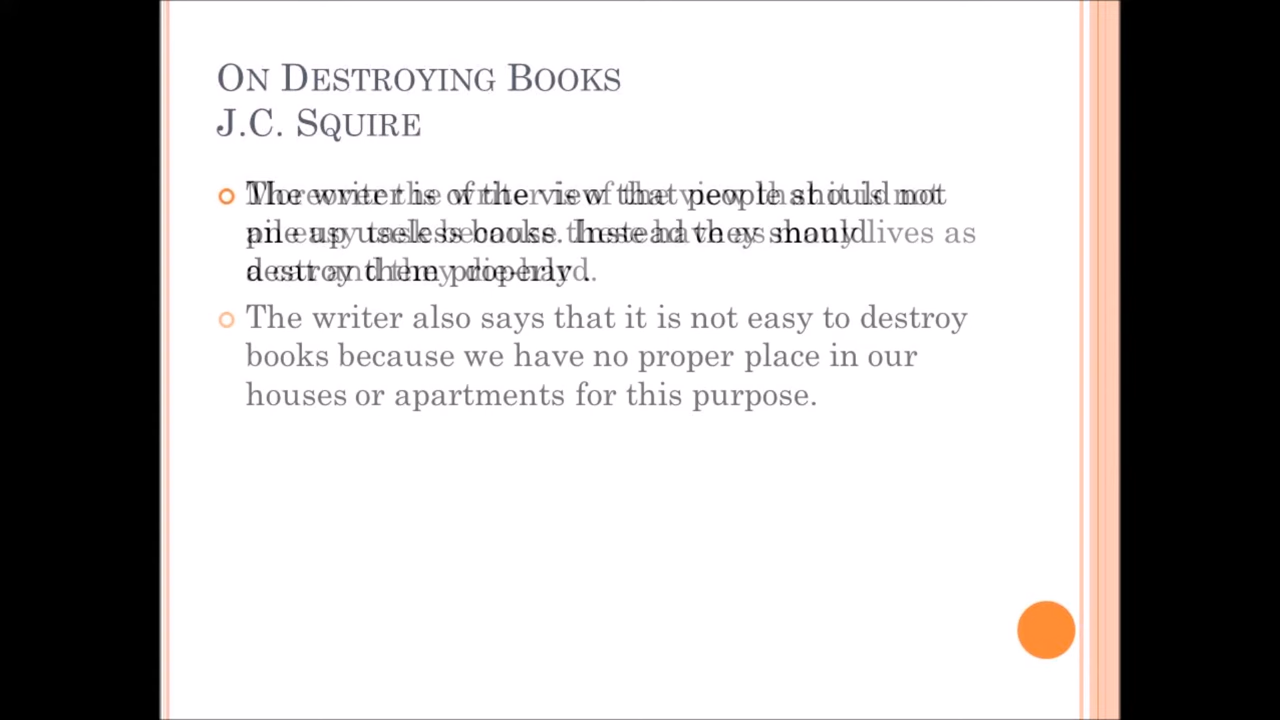 On Destroying Books
J.C. Squire
The writer is of the view that people should not
pile up useless books. Instead they should
destroy them properly.
The writer also says that it is not easy to destroy
books because we have no proper place in our
houses or apartments for this purpose.